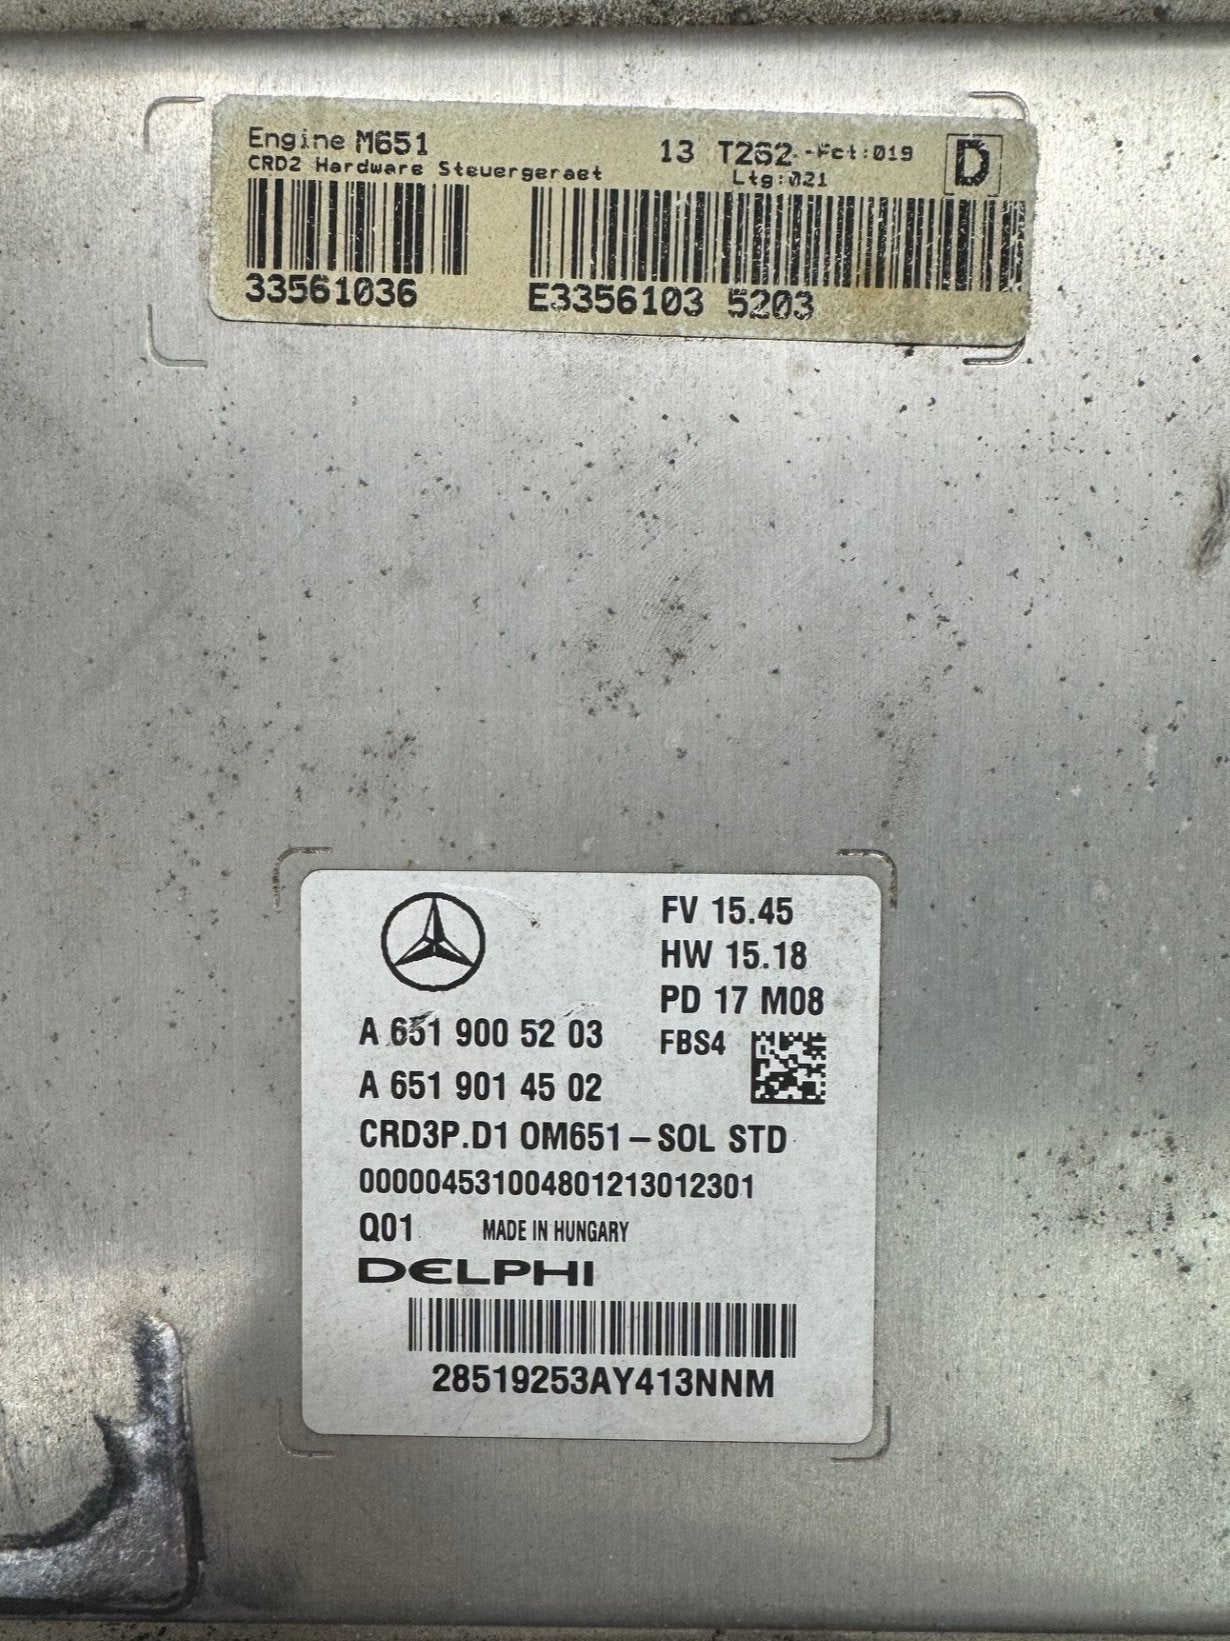 Engine M651
13 T262--Fct:019
D
CRD2 Hardware Steuergeraet
Ltg:021
33561036
E3356103 5203
FV 15.45
HW 15.18
PD 17 M08
A 651 900 52 03
FBS4
A 651 901 45 02
CRD3P.D1 OM651-SOL STD
00000453100480121301 2301
Q01
MADE IN HUNGARY
DELPHI
28519253AY413NNM